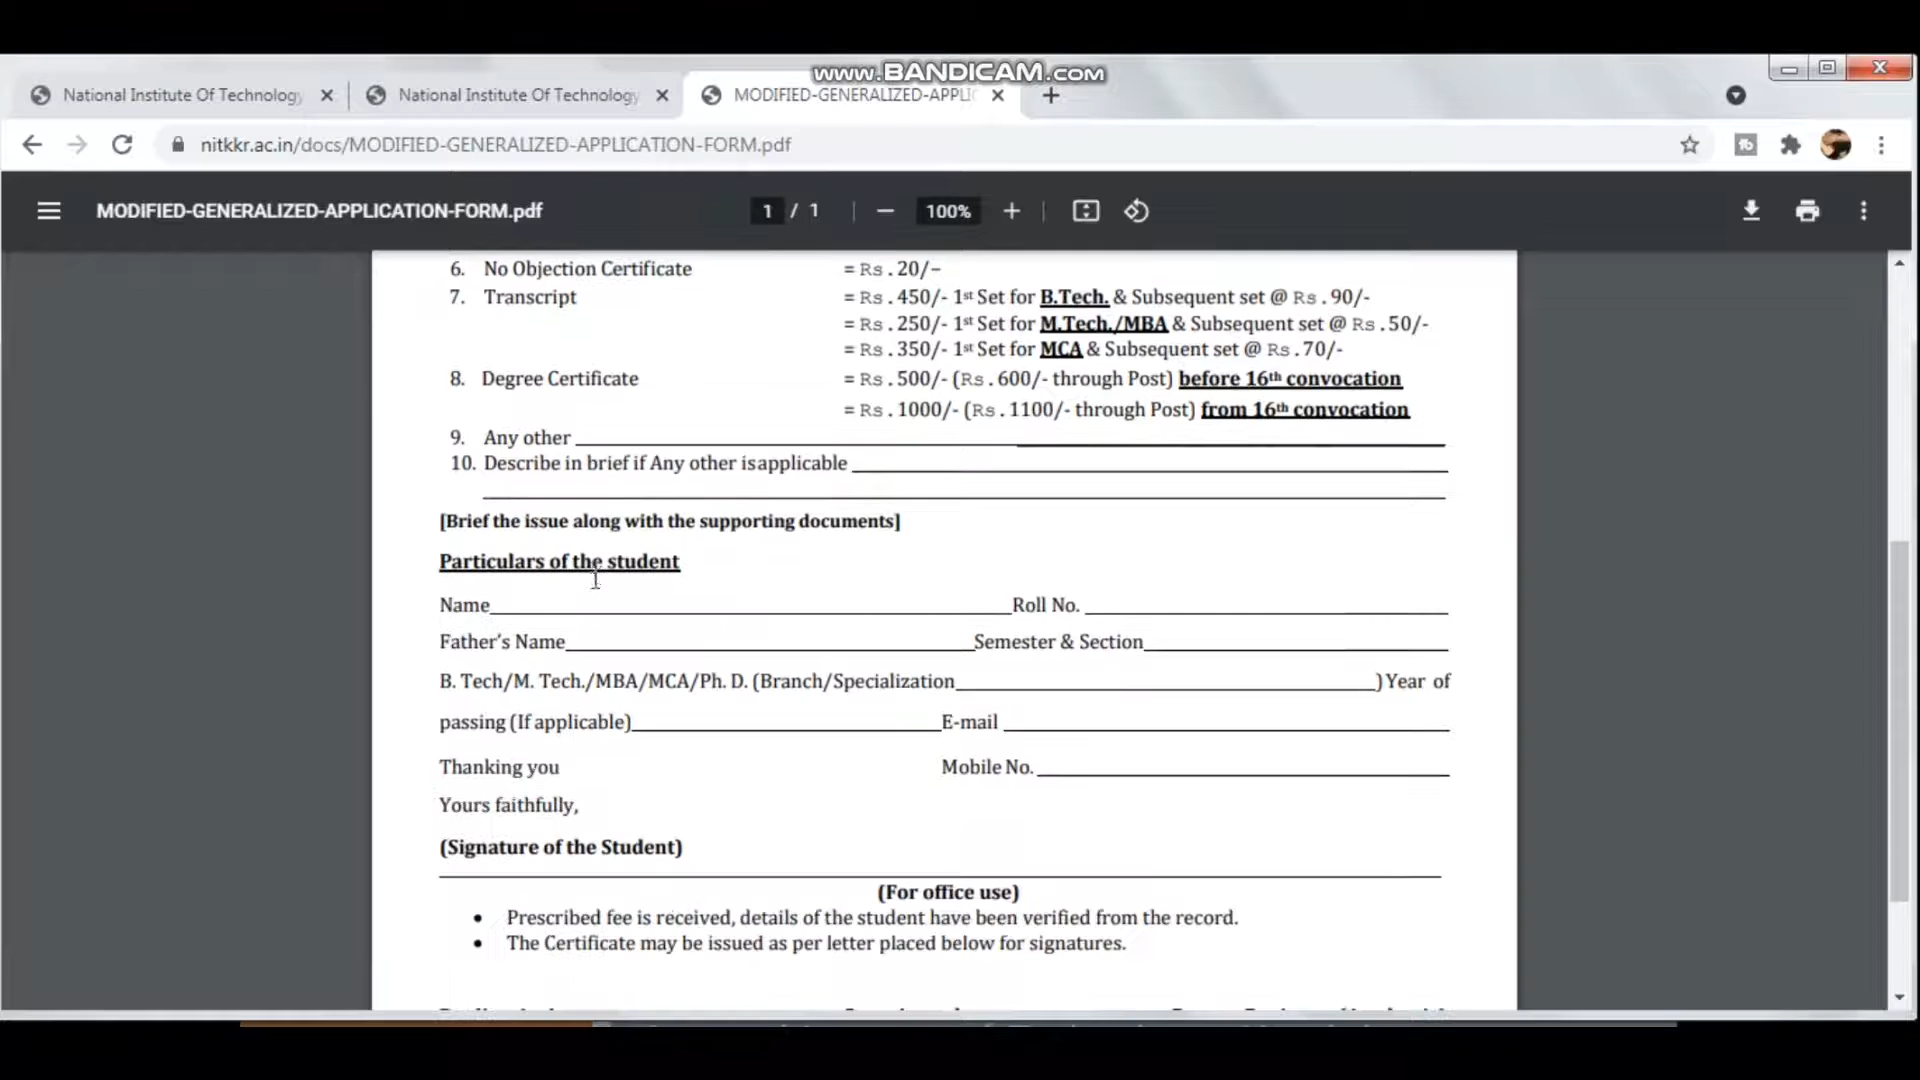 www.BANDICAM.com
National Institute Of Technology
National Institute Of Technology
MODIFIED-GENERALIZED-APPLI
nitkkr.ac.in/docs/MODIFIED-GENERALIZED-APPLICATION-FORM.pdf
MODIFIED-GENERALIZED-APPLICATION-FORM.pdf
1 / 1
100%
6. No Objection Certificate = Rs.20/-
7. Transcript = Rs.450/- 1st Set for B.Tech. & Subsequent set @ Rs.90/-
= Rs.250/- 1st Set for M.Tech./MBA & Subsequent set @ Rs.50/-
= Rs.350/- 1st Set for MCA & Subsequent set @ Rs.70/-
8. Degree Certificate = Rs.500/- (Rs.600/- through Post) before 16th convocation
= Rs.1000/- (Rs.1100/- through Post) from 16th convocation
9. Any other
10. Describe in brief if Any other is applicable
[Brief the issue along with the supporting documents]
Particulars of the student
Name Roll No.
Father's Name Semester & Section
B. Tech/M. Tech./MBA/MCA/Ph. D. (Branch/Specialization ) Year of
passing (If applicable) E-mail
Thanking you Mobile No.
Yours faithfully,
(Signature of the Student)
(For office use)
• Prescribed fee is received, details of the student have been verified from the record.
• The Certificate may be issued as per letter placed below for signatures.